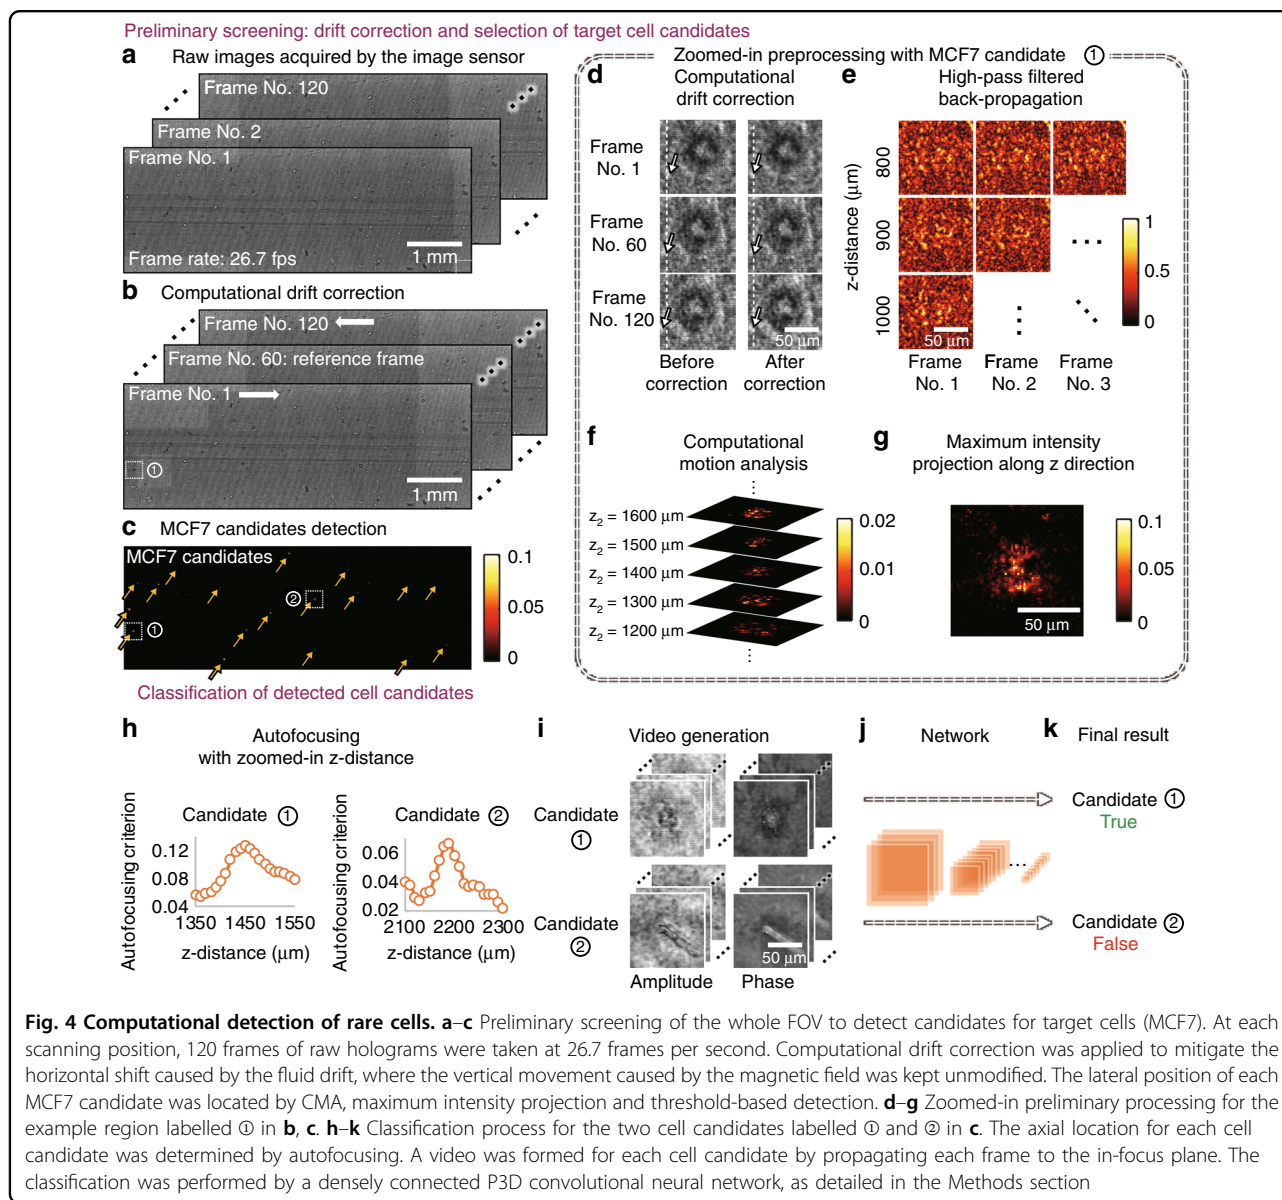 Preliminary screening: drift correction and selection of target cell candidates
a Raw images acquired by the image sensor
Frame No. 120
Frame No. 2
Frame No. 1
Frame rate: 26.7 fps
1 mm
b Computational drift correction
Frame No. 120
Frame No. 60: reference frame
Frame No. 1
①
1 mm
c MCF7 candidates detection
MCF7 candidates
②
①
0.1
0.05
0
Zoomed-in preprocessing with MCF7 candidate ①
d Computational
drift correction
Frame
No. 1
Frame
No. 60
Frame
No. 120
50 μm
Before
correction
After
correction
e High-pass filtered
back-propagation
z-distance (μm)
800
900
1000
50 μm
1
0.5
0
Frame
No. 1
Frame
No. 2
Frame
No. 3
f Computational
motion analysis
z2 = 1600 μm
z2 = 1500 μm
z2 = 1400 μm
z2 = 1300 μm
z2 = 1200 μm
0.02
0.01
0
g Maximum intensity
projection along z direction
50 μm
0.1
0.05
0
Classification of detected cell candidates
h Autofocusing
with zoomed-in z-distance
Autofocusing criterion
Candidate ①
0.12
0.08
0.04
1350 1450 1550
z-distance (μm)
Autofocusing criterion
Candidate ②
0.06
0.04
0.02
2100 2200 2300
z-distance (μm)
i Video generation
Candidate
①
Candidate
②
50 μm
Amplitude Phase
j Network
k Final result
Candidate ①
True
Candidate ②
False
Fig. 4 Computational detection of rare cells. a–c Preliminary screening of the whole FOV to detect candidates for target cells (MCF7). At each
scanning position, 120 frames of raw holograms were taken at 26.7 frames per second. Computational drift correction was applied to mitigate the
horizontal shift caused by the fluid drift, where the vertical movement caused by the magnetic field was kept unmodified. The lateral position of each
MCF7 candidate was located by CMA, maximum intensity projection and threshold-based detection. d–g Zoomed-in preliminary processing for the
example region labelled ① in b, c. h–k Classification process for the two cell candidates labelled ① and ② in c. The axial location for each cell
candidate was determined by autofocusing. A video was formed for each cell candidate by propagating each frame to the in-focus plane. The
classification was performed by a densely connected P3D convolutional neural network, as detailed in the Methods section